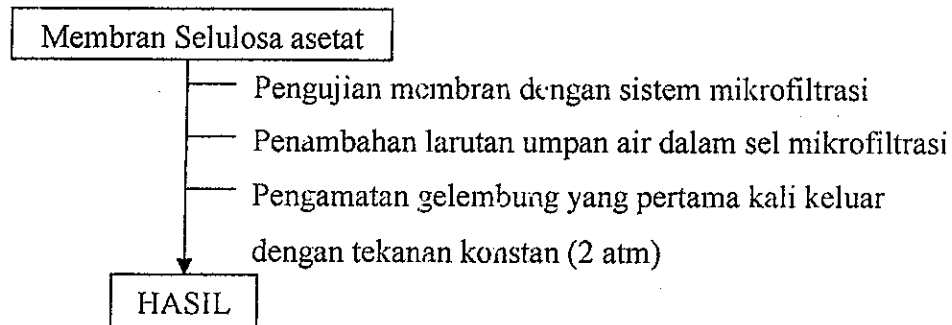 Membran Selulosa asetat
Pengujian membran dengan sistem mikrofiltrasi
Penambahan larutan umpan air dalam sel mikrofiltrasi
Pengamatan gelembung yang pertama kali keluar
dengan tekanan konstan (2 atm)
HASIL